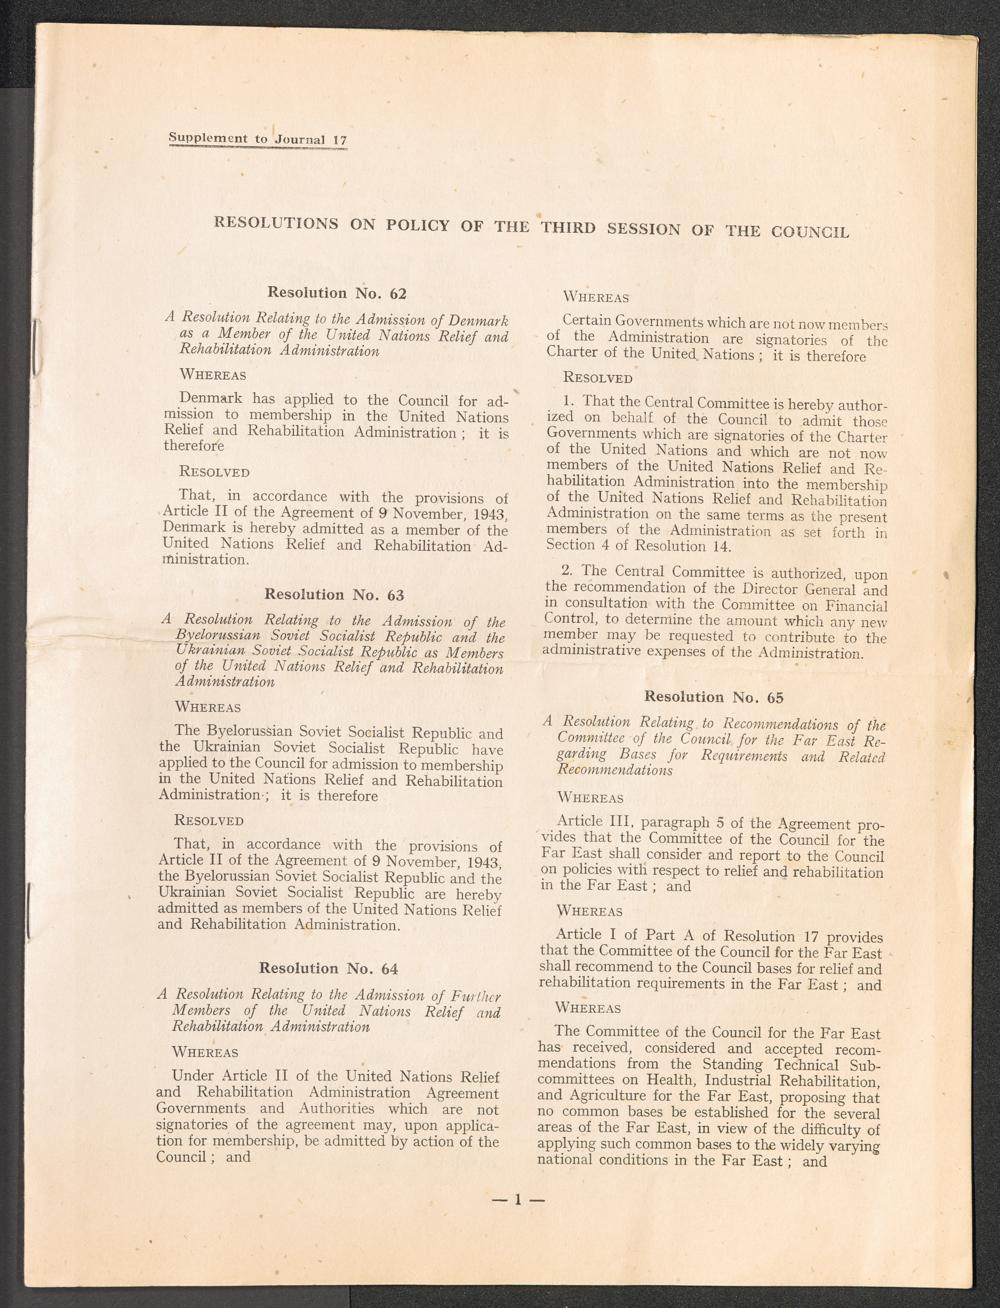 Supplement to Journal 17
RESOLUTIONS ON POLICY OF THE THIRD SESSION OF THE COUNCIL
Resolution No. 62
A Resolution Relating to the Admission of Denmark
as a Member of the United Nations Relief and
Rehabilitation Administration
WHEREAS
Denmark has applied to the Council for ad-
mission to membership in the United Nations
Relief and Rehabilitation Administration ; it is
therefore
RESOLVED
That, in accordance with the provisions of
Article II of the Agreement of 9 November, 1943,
Denmark is hereby admitted as a member of the
United Nations Relief and Rehabilitation Ad-
ministration.
Resolution No. 63
A Resolution Relating to the Admission of the
Byelorussian Soviet Socialist Republic and the
Ukrainian Soviet Socialist Republic as Members
of the United Nations Relief and Rehabilitation
Administration
WHEREAS
The Byelorussian Soviet Socialist Republic and
the Ukrainian Soviet Socialist Republic have
applied to the Council for admission to membership
in the United Nations Relief and Rehabilitation
Administration ; it is therefore
RESOLVED
That, in accordance with the provisions of
Article II of the Agreement of 9 November, 1943,
the Byelorussian Soviet Socialist Republic and the
Ukrainian Soviet Socialist Republic are hereby
admitted as members of the United Nations Relief
and Rehabilitation Administration.
Resolution No. 64
A Resolution Relating to the Admission of Further
Members of the United Nations Relief and
Rehabilitation Administration
WHEREAS
Under Article II of the United Nations Relief
and Rehabilitation Administration Agreement
Governments and Authorities which are not
signatories of the agreement may, upon applica-
tion for membership, be admitted by action of the
Council ; and
WHEREAS
Certain Governments which are not now members
of the Administration are signatories of the
Charter of the United Nations ; it is therefore
RESOLVED
1. That the Central Committee is hereby author-
ized on behalf of the Council to admit those
Governments which are signatories of the Charter
of the United Nations and which are not now
members of the United Nations Relief and Re-
habilitation Administration into the membership
of the United Nations Relief and Rehabilitation
Administration on the same terms as the present
members of the Administration as set forth in
Section 4 of Resolution 14.
2. The Central Committee is authorized, upon
the recommendation of the Director General and
in consultation with the Committee on Financial
Control, to determine the amount which any new
member may be requested to contribute to the
administrative expenses of the Administration.
Resolution No. 65
A Resolution Relating to Recommendations of the
Committee of the Council for the Far East Re-
garding Bases for Requirements and Related
Recommendations
WHEREAS
Article III, paragraph 5 of the Agreement pro-
vides that the Committee of the Council for the
Far East shall consider and report to the Council
on policies with respect to relief and rehabilitation
in the Far East ; and
WHEREAS
Article I of Part A of Resolution 17 provides
that the Committee of the Council for the Far East
shall recommend to the Council bases for relief and
rehabilitation requirements in the Far East ; and
WHEREAS
The Committee of the Council for the Far East
has received, considered and accepted recom-
mendations from the Standing Technical Sub-
committees on Health, Industrial Rehabilitation,
and Agriculture for the Far East, proposing that
no common bases be established for the several
areas of the Far East, in view of the difficulty of
applying such common bases to the widely varying
national conditions in the Far East ; and
— 1 —